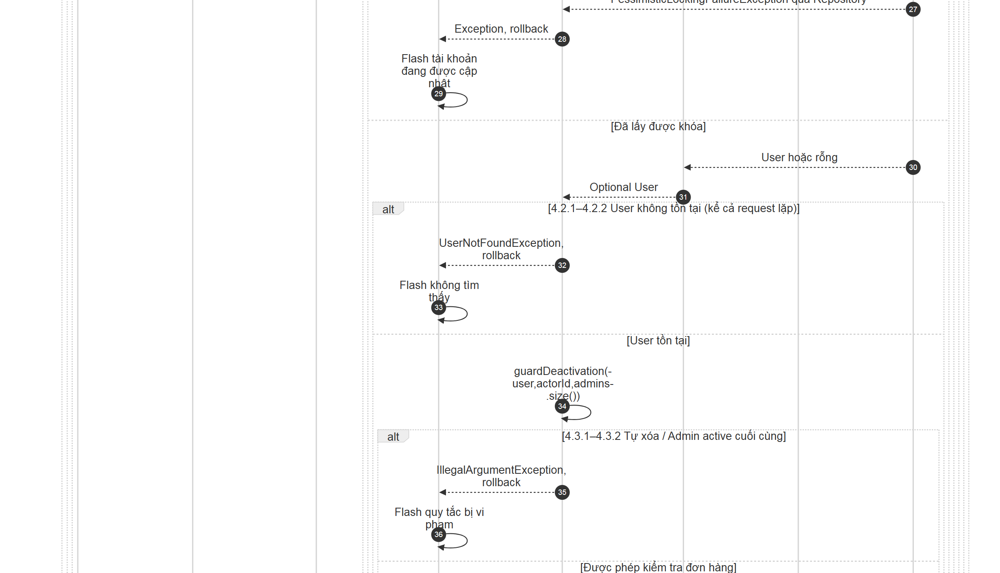 PessimisticLockingFailureException qua Repository
27
Exception, rollback
28
Flash tài khoản
đang được cập
nhật
29
[Đã lấy được khóa]
User hoặc rỗng
30
Optional User
31
alt
[4.2.1–4.2.2 User không tồn tại (kể cả request lặp)]
UserNotFoundException,
rollback
32
Flash không tìm
thấy
33
[User tồn tại]
guardDeactivation(-
user,actorId,admins-
.size())
34
alt
[4.3.1–4.3.2 Tự xóa / Admin active cuối cùng]
IllegalArgumentException,
rollback
35
Flash quy tắc bị vi
phạm
36
[Được phép kiểm tra đơn hàng]